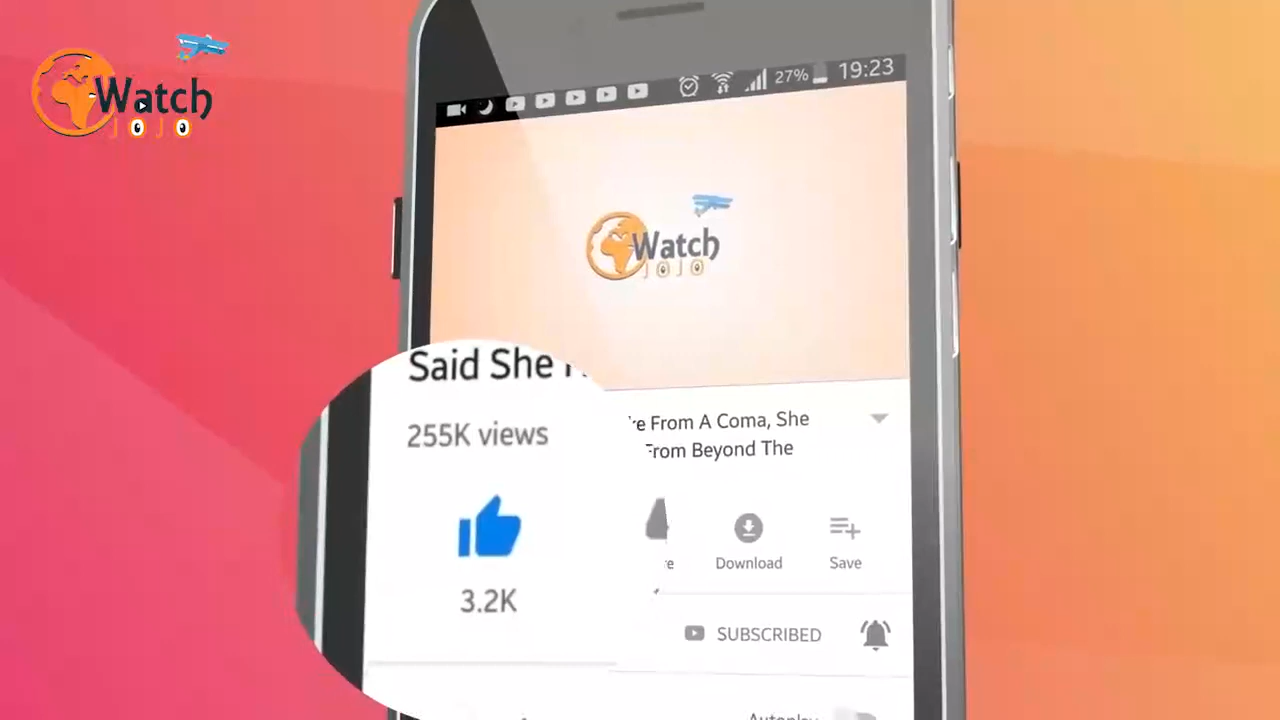 Watch
JOJO
27% 19:23
Watch
JOJO
Said She
255K views
From A Coma, She
From Beyond The
3.2K
Download
Save
SUBSCRIBED